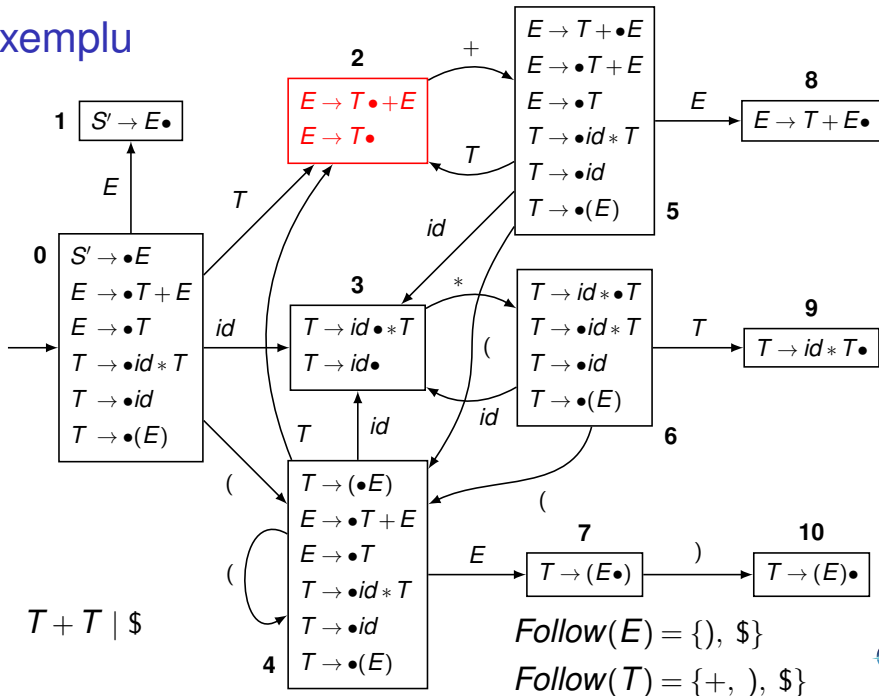 xemplu
1
S′ → E•
E
0
S′ → •E
E → •T + E
E → •T
T → •id ∗ T
T → •id
T → •(E)
T
id
(
2
E → T • + E
E → T•
+
T
5
E → T + •E
E → •T + E
E → •T
T → •id ∗ T
T → •id
T → •(E)
E
8
E → T + E•
id
(
3
T → id • ∗T
T → id•
∗
id
6
T → id ∗ •T
T → •id ∗ T
T → •id
T → •(E)
T
9
T → id ∗ T•
(
T
id
4
T → (•E)
E → •T + E
E → •T
T → •id ∗ T
T → •id
T → •(E)
(
E
7
T → (E•)
)
10
T → (E)•
T + T | $
Follow(E) = {), $}
Follow(T) = {+, ), $}